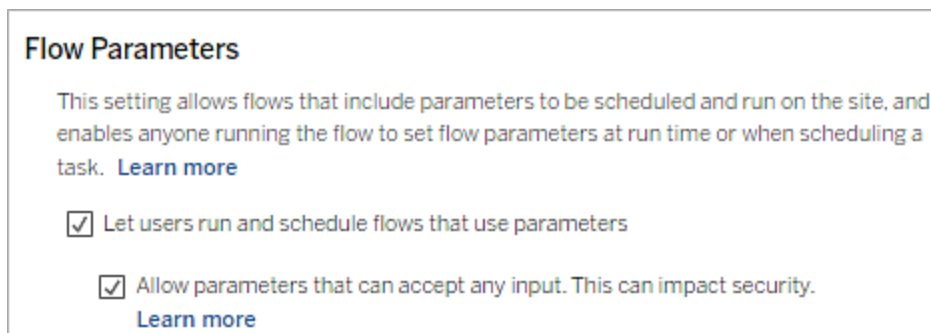 Flow Parameters
This setting allows flows that include parameters to be scheduled and run on the site, and
enables anyone running the flow to set flow parameters at run time or when scheduling a
task. Learn more
Let users run and schedule flows that use parameters
Allow parameters that can accept any input. This can impact security.
Learn more